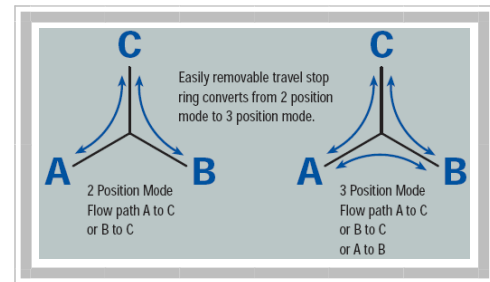 C
Easily removable travel stop
ring converts from 2 position
mode to 3 position mode.
A
B
2 Position Mode
Flow path A to C
or B to C
C
A
B
3 Position Mode
Flow path A to C
or B to C
or A to B